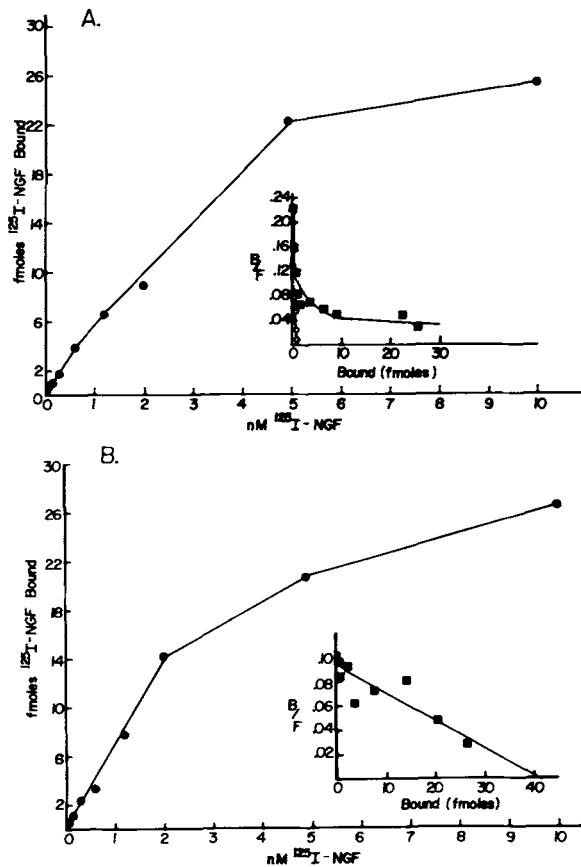 A.
30
26
22
18
14
10
6
2
0
fmoles ¹²⁵I-NGF Bound
0 1 2 3 4 5 6 7 8 9 10
nM ¹²⁵I-NGF
.24
.16
.12
.08
.04
B/F
0 10 20 30
Bound (fmoles)
B.
30
26
22
18
14
10
6
2
fmoles ¹²⁵I-NGF Bound
0 1 2 3 4 5 6 7 8 9 10
nM ¹²⁵I-NGF
.10
.08
.06
.04
.02
B/F
0 10 20 30 40
Bound (fmoles)